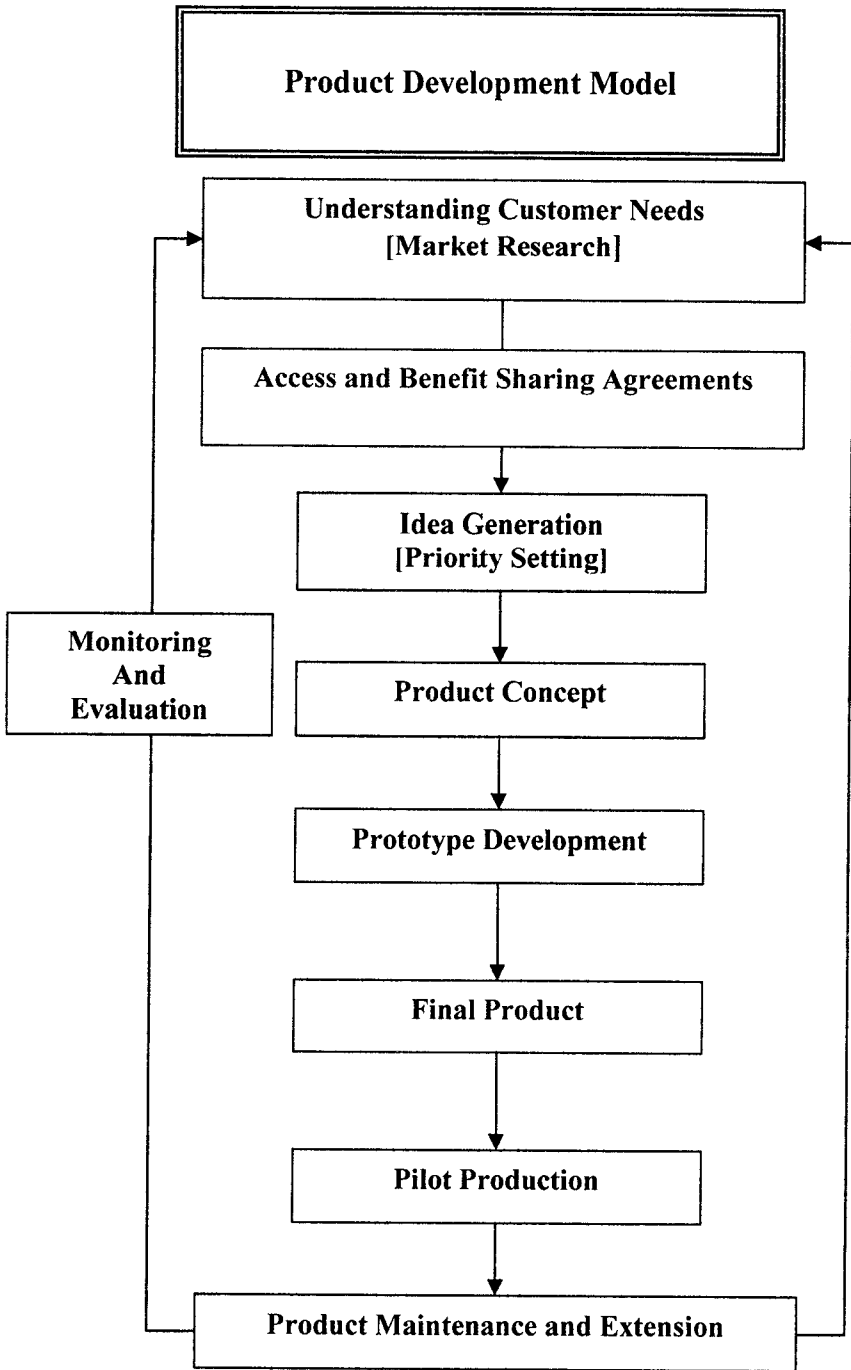 Product Development Model
Understanding Customer Needs
[Market Research]
Access and Benefit Sharing Agreements
Idea Generation
[Priority Setting]
Monitoring
And
Evaluation
Product Concept
Prototype Development
Final Product
Pilot Production
Product Maintenance and Extension